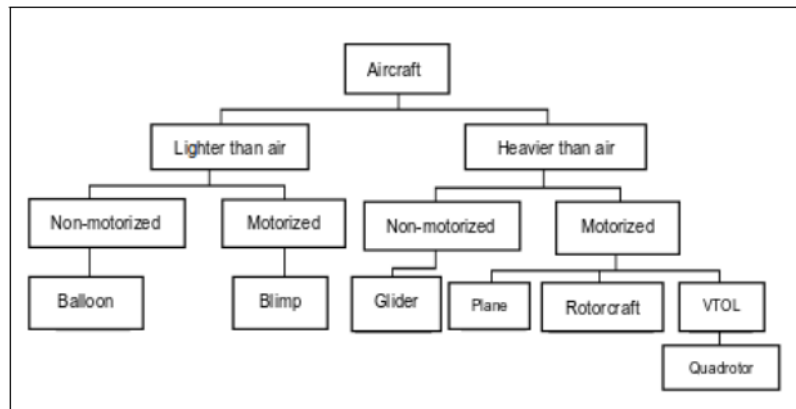 Aircraft
Lighter than air
Heavier than air
Non-motorized
Motorized
Non-motorized
Motorized
Balloon
Blimp
Glider
Plane
Rotorcraft
VTOL
Quadrotor